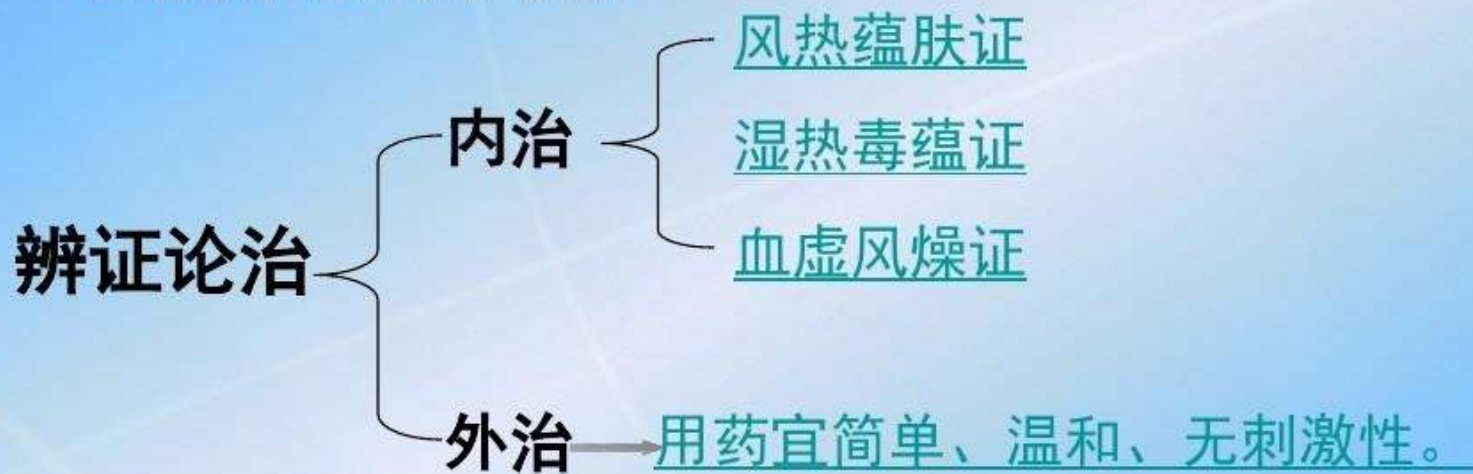 风热蕴肤证
内治
湿热毒蕴证
血虚风燥证
辨证论治
外治
用药宜简单、温和、无刺激性。